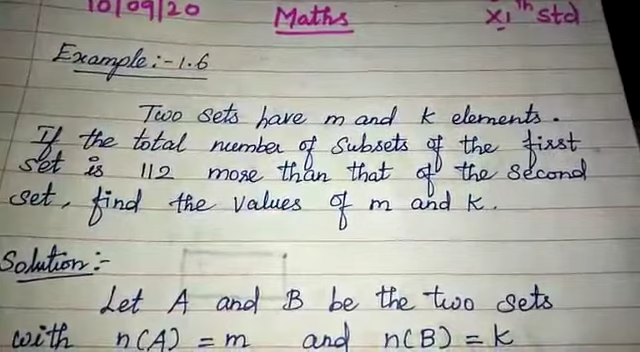 10/09/20 Maths XIth std
Example:-1.6
Two sets have m and k elements.
If the total number of subsets of the first
set is 112 more than that of the second
set, find the values of m and k.
Solution:-
Let A and B be the two sets
with n(A) = m and n(B) = k